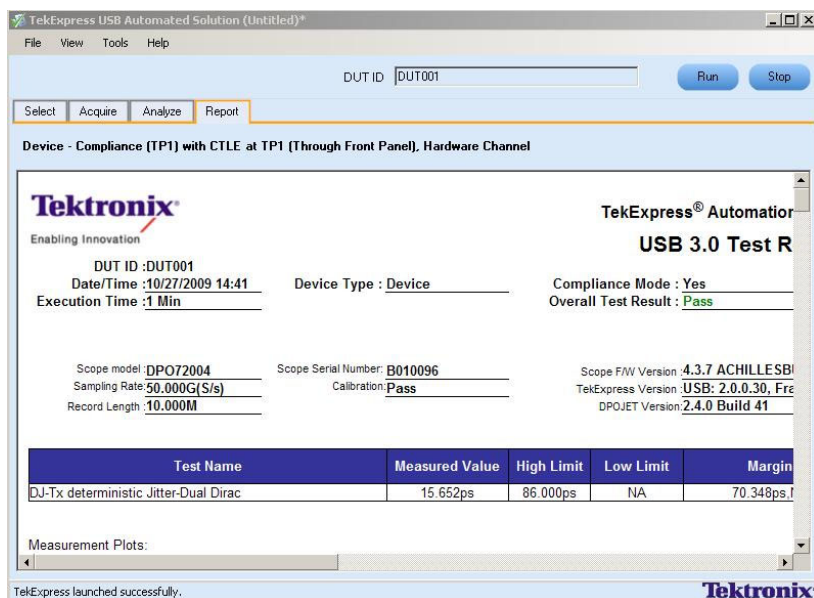 TekExpress USB Automated Solution (Untitled)*
File View Tools Help
DUT ID DUT001 Run Stop
Select Acquire Analyze Report
Device - Compliance (TP1) with CTLE at TP1 (Through Front Panel), Hardware Channel
Tektronix
Enabling Innovation
TekExpress® Automation
USB 3.0 Test R
DUT ID :DUT001
Date/Time :10/27/2009 14:41 Device Type : Device Compliance Mode : Yes
Execution Time :1 Min Overall Test Result : Pass
Scope model :DPO72004 Scope Serial Number: B010096 Scope F/W Version :4.3.7 ACHILLESB
Sampling Rate:50.000G(S/s) Calibration:Pass TekExpress Version :USB: 2.0.0.30, Fra
Record Length :10.000M DPOJET Version:2.4.0 Build 41
Test Name Measured Value High Limit Low Limit Margin
DJ-Tx deterministic Jitter-Dual Dirac 15.652ps 86.000ps NA 70.348ps,
Measurement Plots:
TekExpress launched successfully. Tektronix